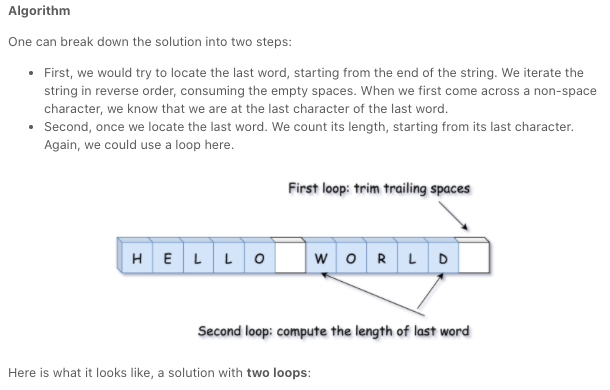 Algorithm
One can break down the solution into two steps:
• First, we would try to locate the last word, starting from the end of the string. We iterate the
string in reverse order, consuming the empty spaces. When we first come across a non-space
character, we know that we are at the last character of the last word.
• Second, once we locate the last word. We count its length, starting from its last character.
Again, we could use a loop here.
First loop: trim trailing spaces
H E L L O W O R L D
Second loop: compute the length of last word
Here is what it looks like, a solution with two loops: